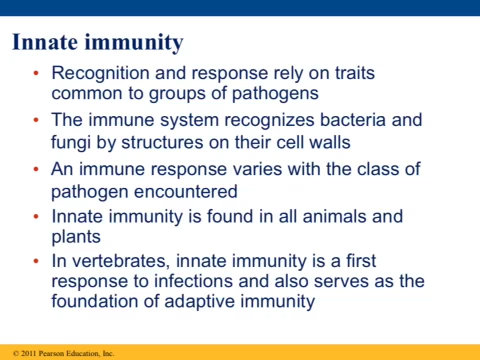 Innate immunity
• Recognition and response rely on traits
common to groups of pathogens
• The immune system recognizes bacteria and
fungi by structures on their cell walls
• An immune response varies with the class of
pathogen encountered
• Innate immunity is found in all animals and
plants
• In vertebrates, innate immunity is a first
response to infections and also serves as the
foundation of adaptive immunity
© 2011 Pearson Education, Inc.